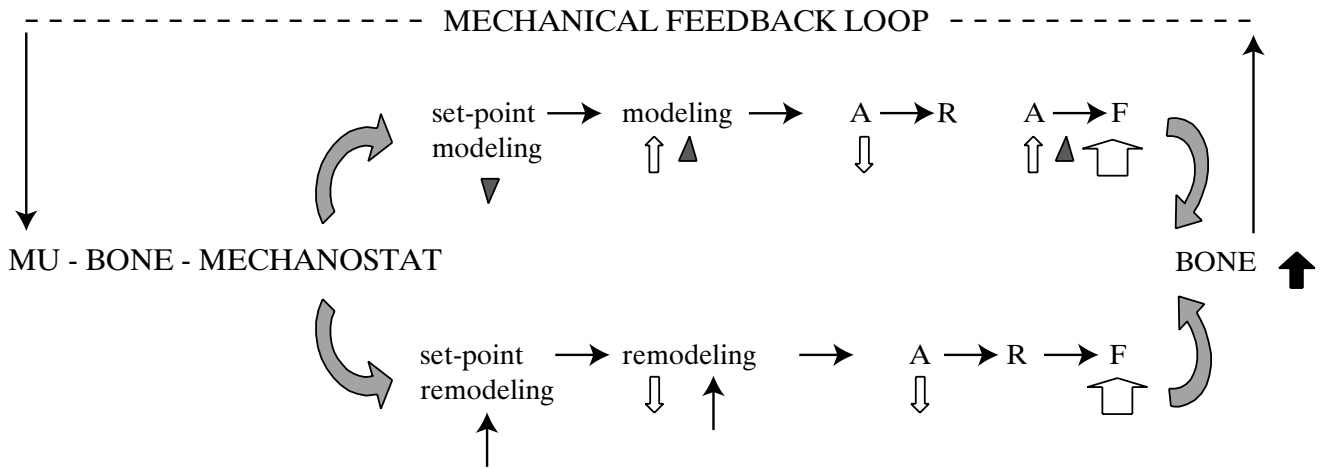 MECHANICAL FEEDBACK LOOP
set-point modeling A R A F
modeling
MU - BONE - MECHANOSTAT BONE
set-point remodeling A R F
remodeling